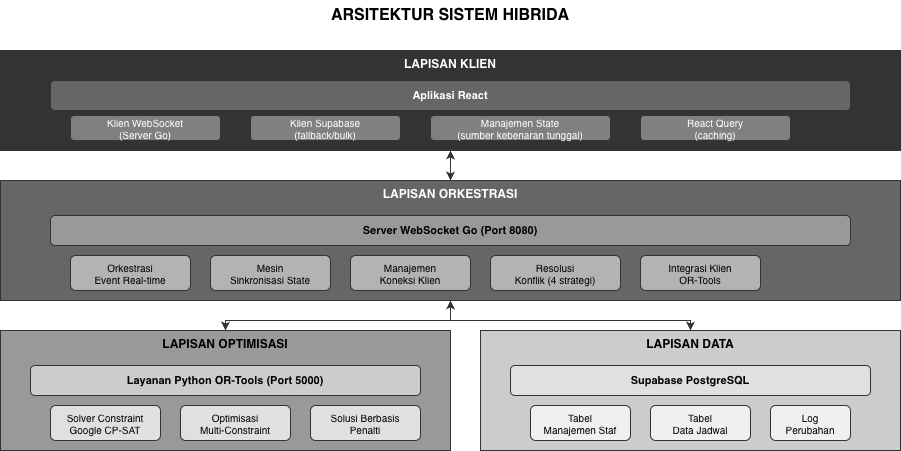 ARSITEKTUR SISTEM HIBRIDA
LAPISAN KLIEN
Aplikasi React
Klien WebSocket
(Server Go)
Klien Supabase
(fallback/bulk)
Manajemen State
(sumber kebenaran tunggal)
React Query
(caching)
LAPISAN ORKESTRASI
Server WebSocket Go (Port 8080)
Orkestrasi
Event Real-time
Mesin
Sinkronisasi State
Manajemen
Koneksi Klien
Resolusi
Konflik (4 strategi)
Integrasi Klien
OR-Tools
LAPISAN OPTIMISASI
Layanan Python OR-Tools (Port 5000)
Solver Constraint
Google CP-SAT
Optimisasi
Multi-Constraint
Solusi Berbasis
Penalti
LAPISAN DATA
Supabase PostgreSQL
Tabel
Manajemen Staf
Tabel
Data Jadwal
Log
Perubahan